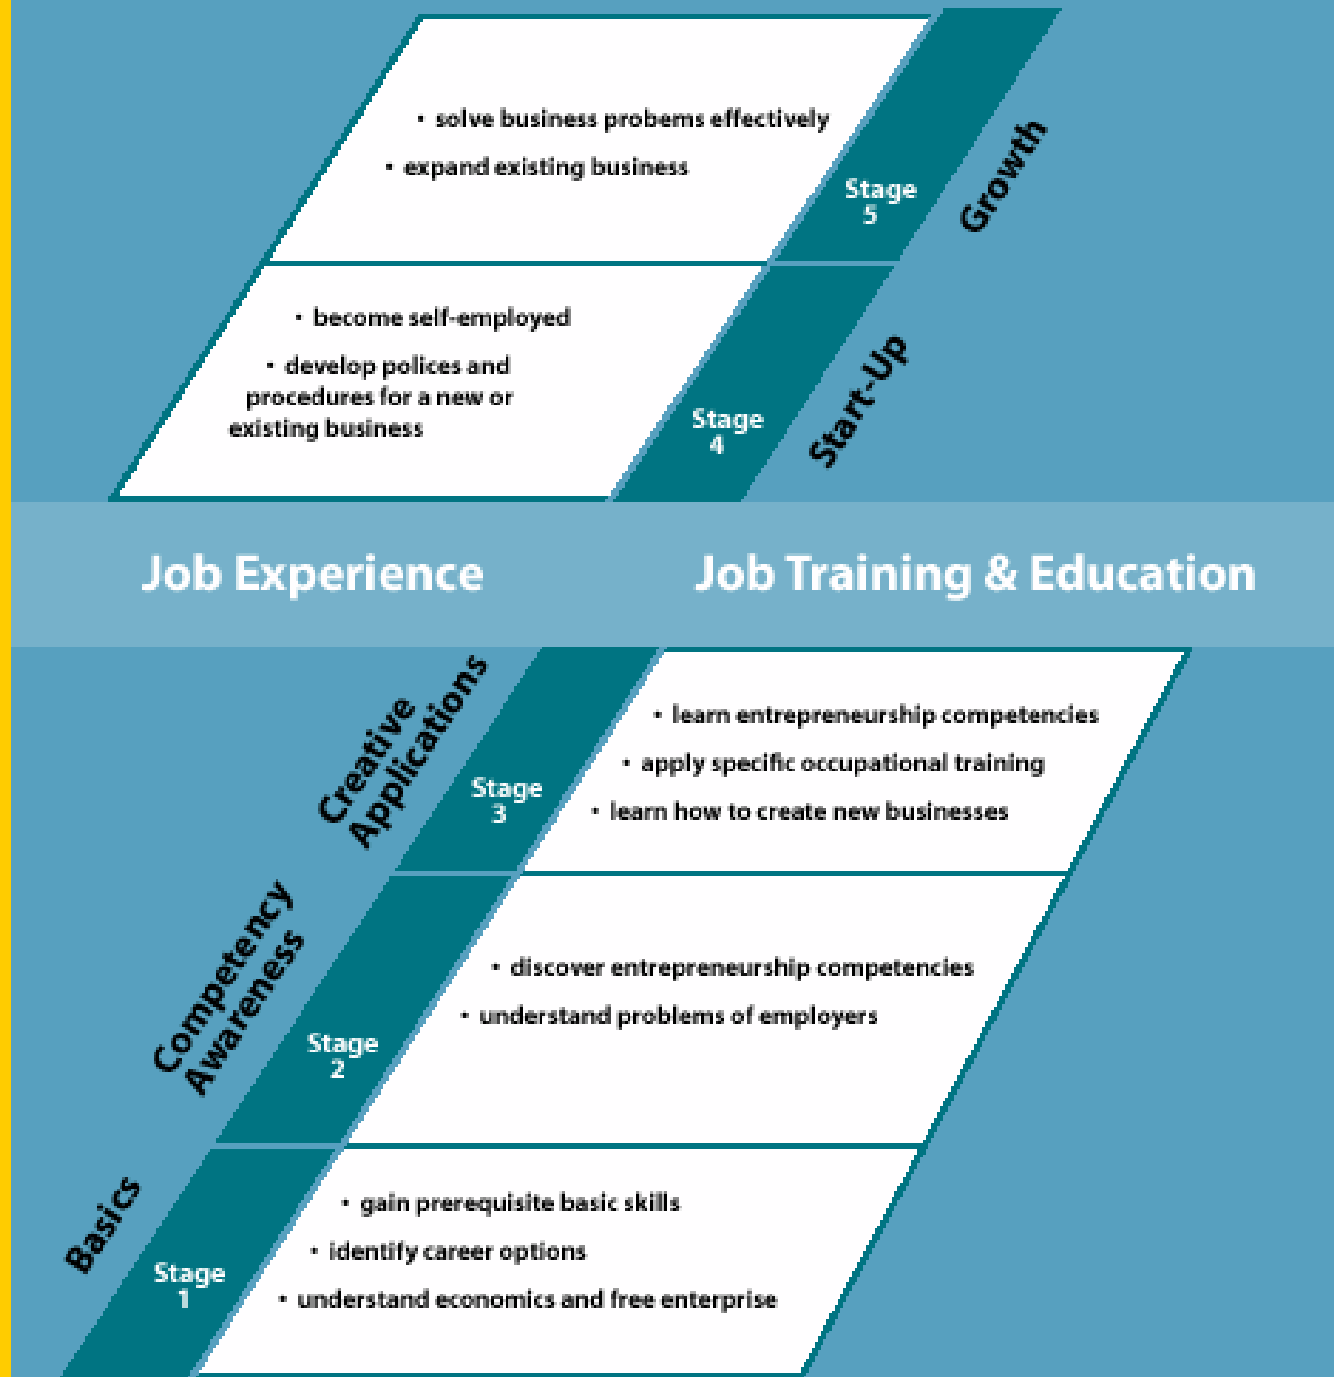 • solve business probems effectively
• expand existing business
Stage
5
Growth
• become self-employed
• develop polices and
procedures for a new or
existing business
Stage
4
Start-Up
Job Experience
Job Training & Education
Creative
Applications
Stage
3
• learn entrepreneurship competencies
• apply specific occupational training
• learn how to create new businesses
Competency
Awareness
Stage
2
• discover entrepreneurship competencies
• understand problems of employers
Basics
Stage
1
• gain prerequisite basic skills
• identify career options
• understand economics and free enterprise